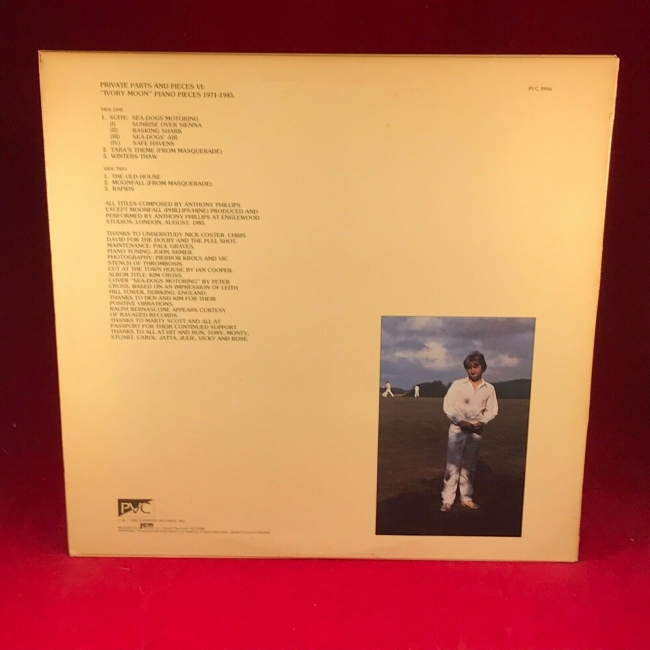 PRIVATE PARTS AND PIECES VI:
"IVORY MOON" PIANO PIECES 1971-1985.
PVC 8946
SIDE ONE
1. SUITE: SEA-DOGS MOTORING
(I) SUNRISE OVER SIENNA
(II) BASKING SHARK
(III) SEA-DOGS' AIR
(IV) SAFE HAVENS
2. TARA'S THEME (FROM MASQUERADE)
3. WINTER'S THAW
SIDE TWO
1. THE OLD HOUSE
2. MOONFALL (FROM MASQUERADE)
3. RAPIDS
ALL TITLES COMPOSED BY ANTHONY PHILLIPS
EXCEPT MOONFALL (PHILLIPS-HINE) PRODUCED AND
PERFORMED BY ANTHONY PHILLIPS AT ENGLEWOOD
STUDIOS, LONDON, AUGUST, 1985.
THANKS TO UNDERSTUDY NICK COSTER, CHRIS
DAVID FOR THE DOLBY AND THE PULL SHOT.
MAINTENANCE: PAUL GRAVES.
PIANO TUNING: JOHN ARMER.
PHOTOGRAPHY: PIERROR KROLS AND VIC
STENCH OF THROMBOSIS.
CUT AT THE TOWN HOUSE BY IAN COOPER.
ALBUM TITLE: KIM CROSS.
COVER "SEA-DOGS MOTORING" BY PETER
CROSS, BASED ON AN IMPRESSION OF LEITH
HILL TOWER, DORKING, ENGLAND.
THANKS TO DEN AND KIM FOR THEIR
POSITIVE VIBRATIONS.
RALPH BERNASCONE APPEARS CURTESY
OF RAVAGED RECORDS.
THANKS TO MARTY SCOTT AND ALL AT
PASSPORT FOR THEIR CONTINUED SUPPORT.
THANKS TO ALL AT HIT AND RUN, TONY, MONTY,
STUART, CAROL, JATTA, JULIE, VICKY AND ROSE.
PVC
jem